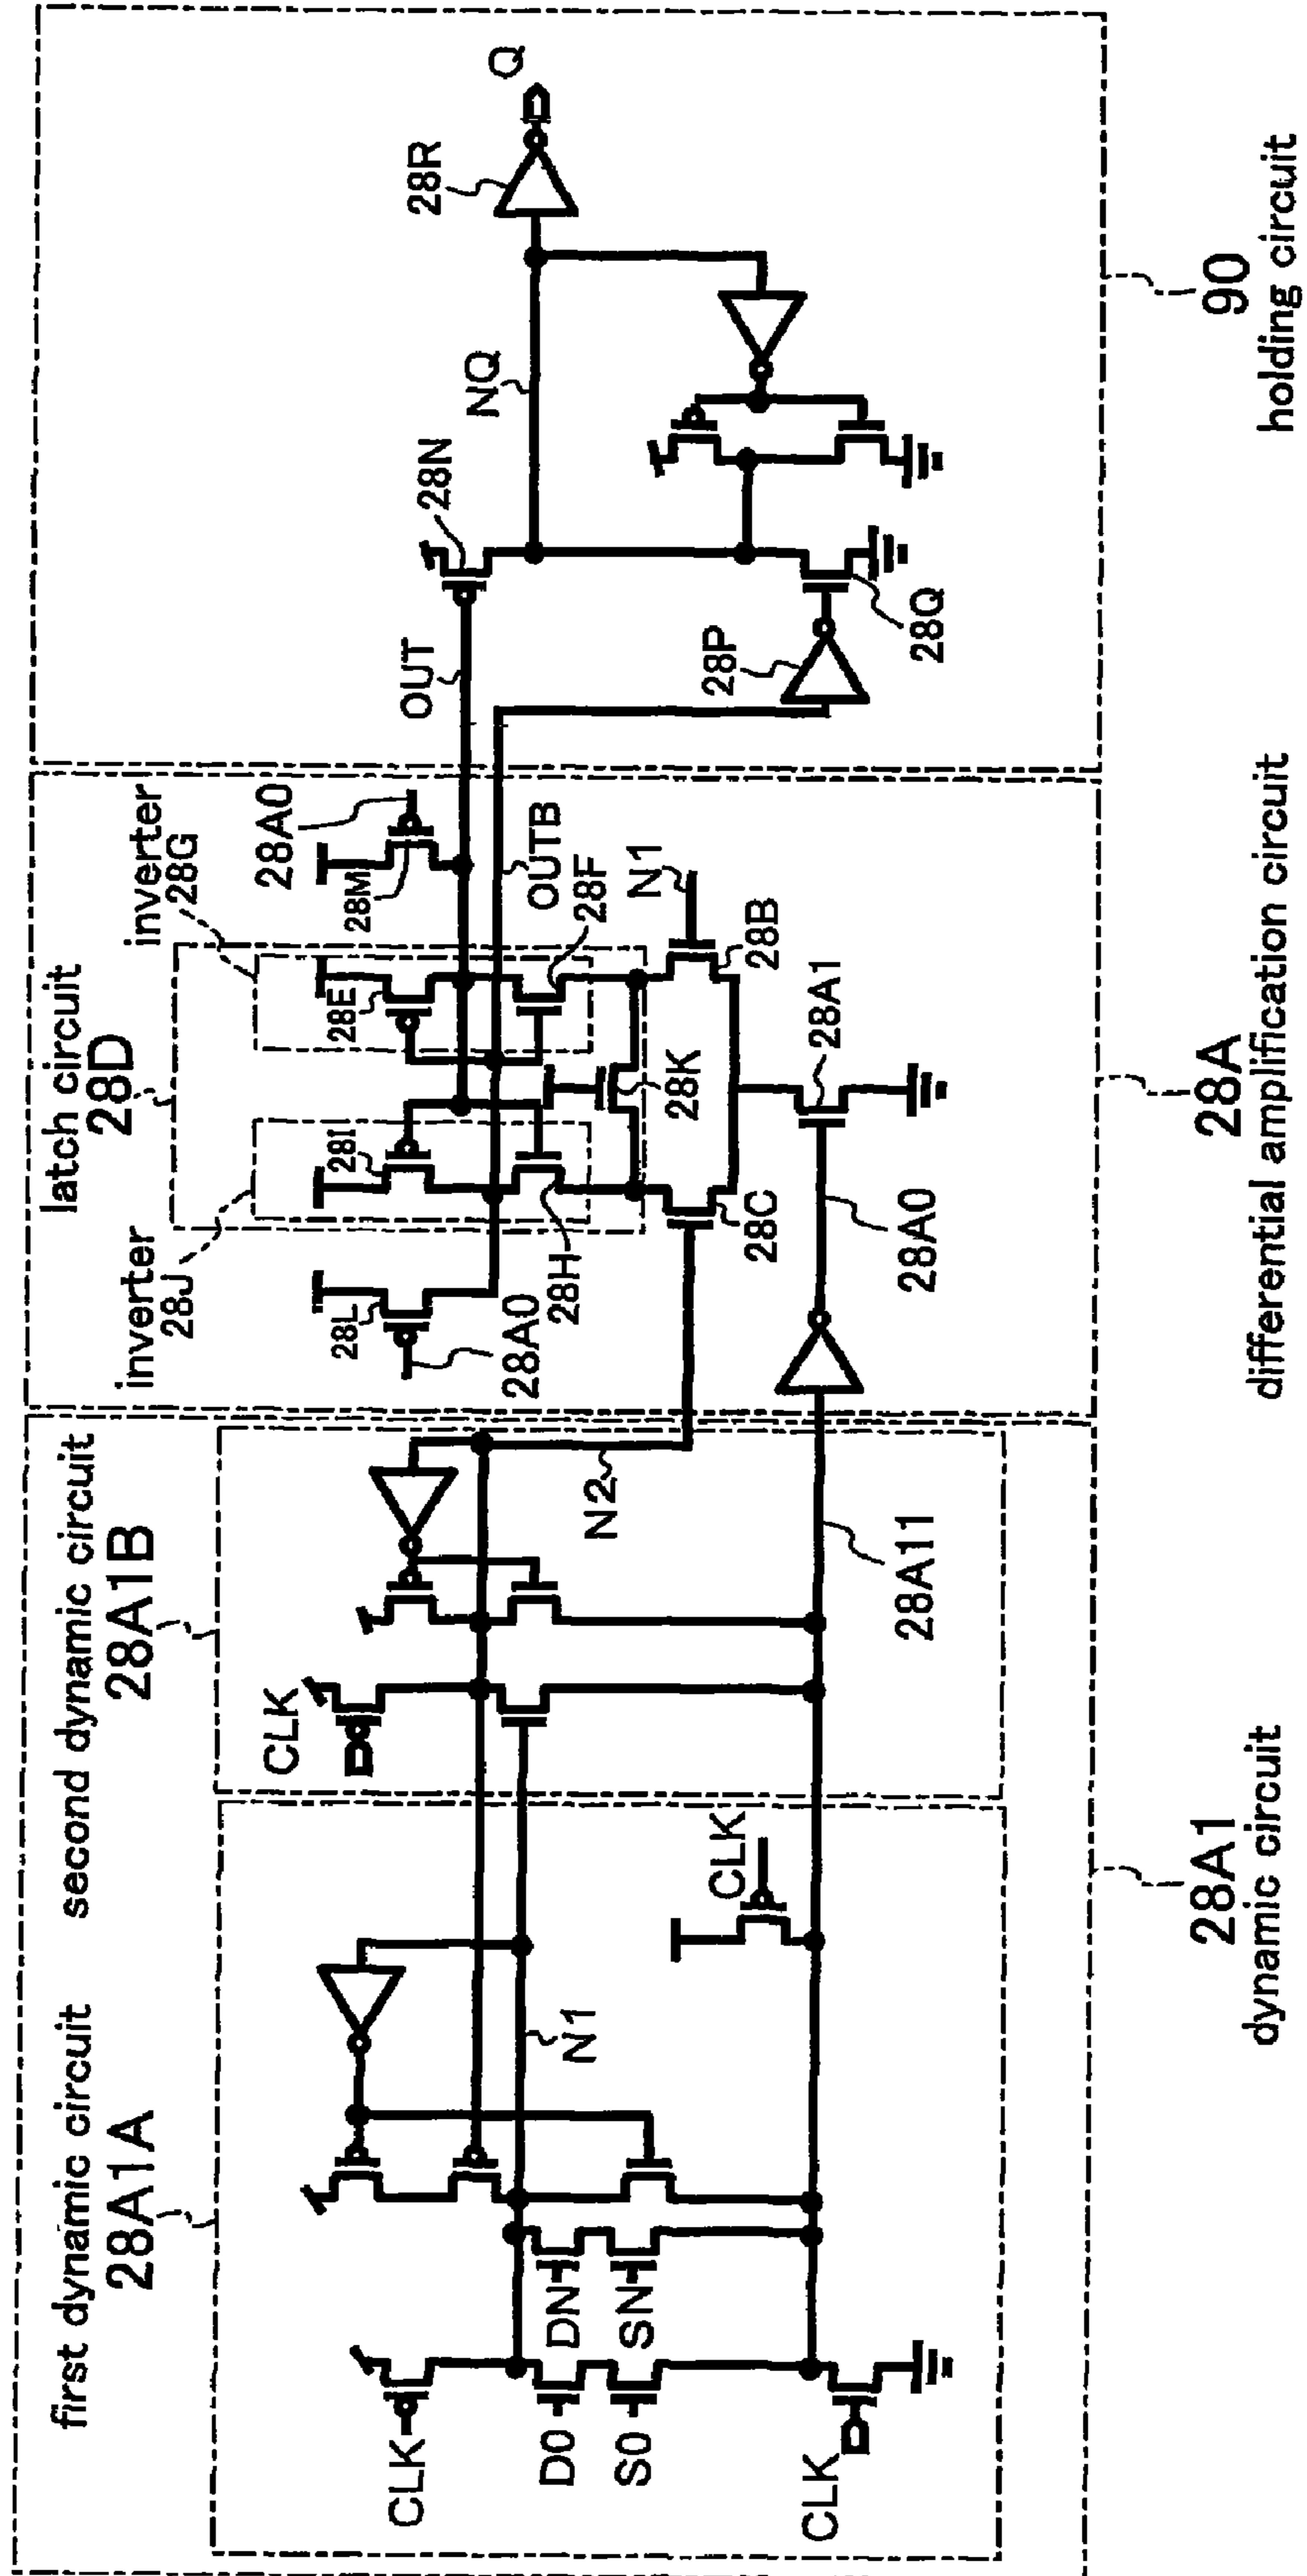 first dynamic circuit
28A1A
second dynamic circuit
28A1B
inverter
28J
latch circuit
28D
inverter
28G
CLK
D0
S0
CLK
DN
SN
N1
CLK
CLK
N2
28A11
28L
28A0
28I
28H
28C
28K
28E
28F
28B
N1
28M
28A0
OUTB
28A0
28A1
OUT
28N
28P
28Q
NQ
28R
Q
28A1
dynamic circuit
28A
differential amplification circuit
90
holding circuit